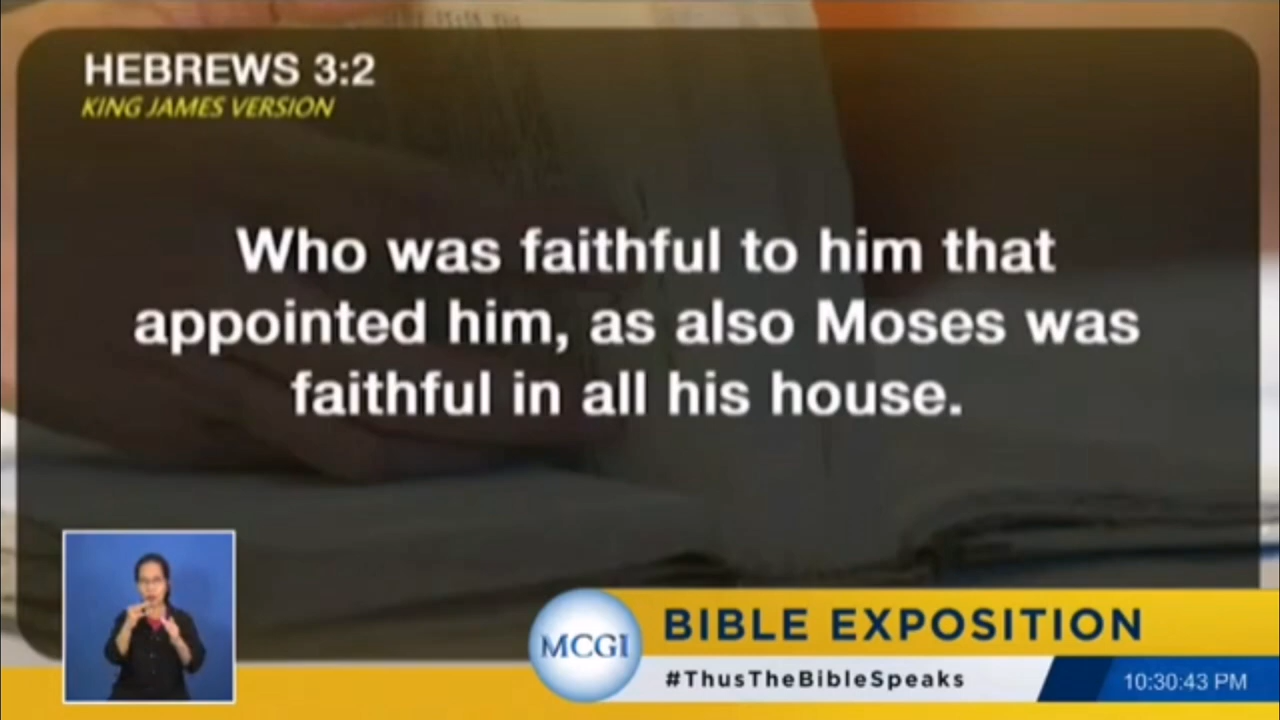 HEBREWS 3:2
KING JAMES VERSION
Who was faithful to him that
appointed him, as also Moses was
faithful in all his house.
MCGI
BIBLE EXPOSITION
#ThusTheBibleSpeaks
10:30:43 PM